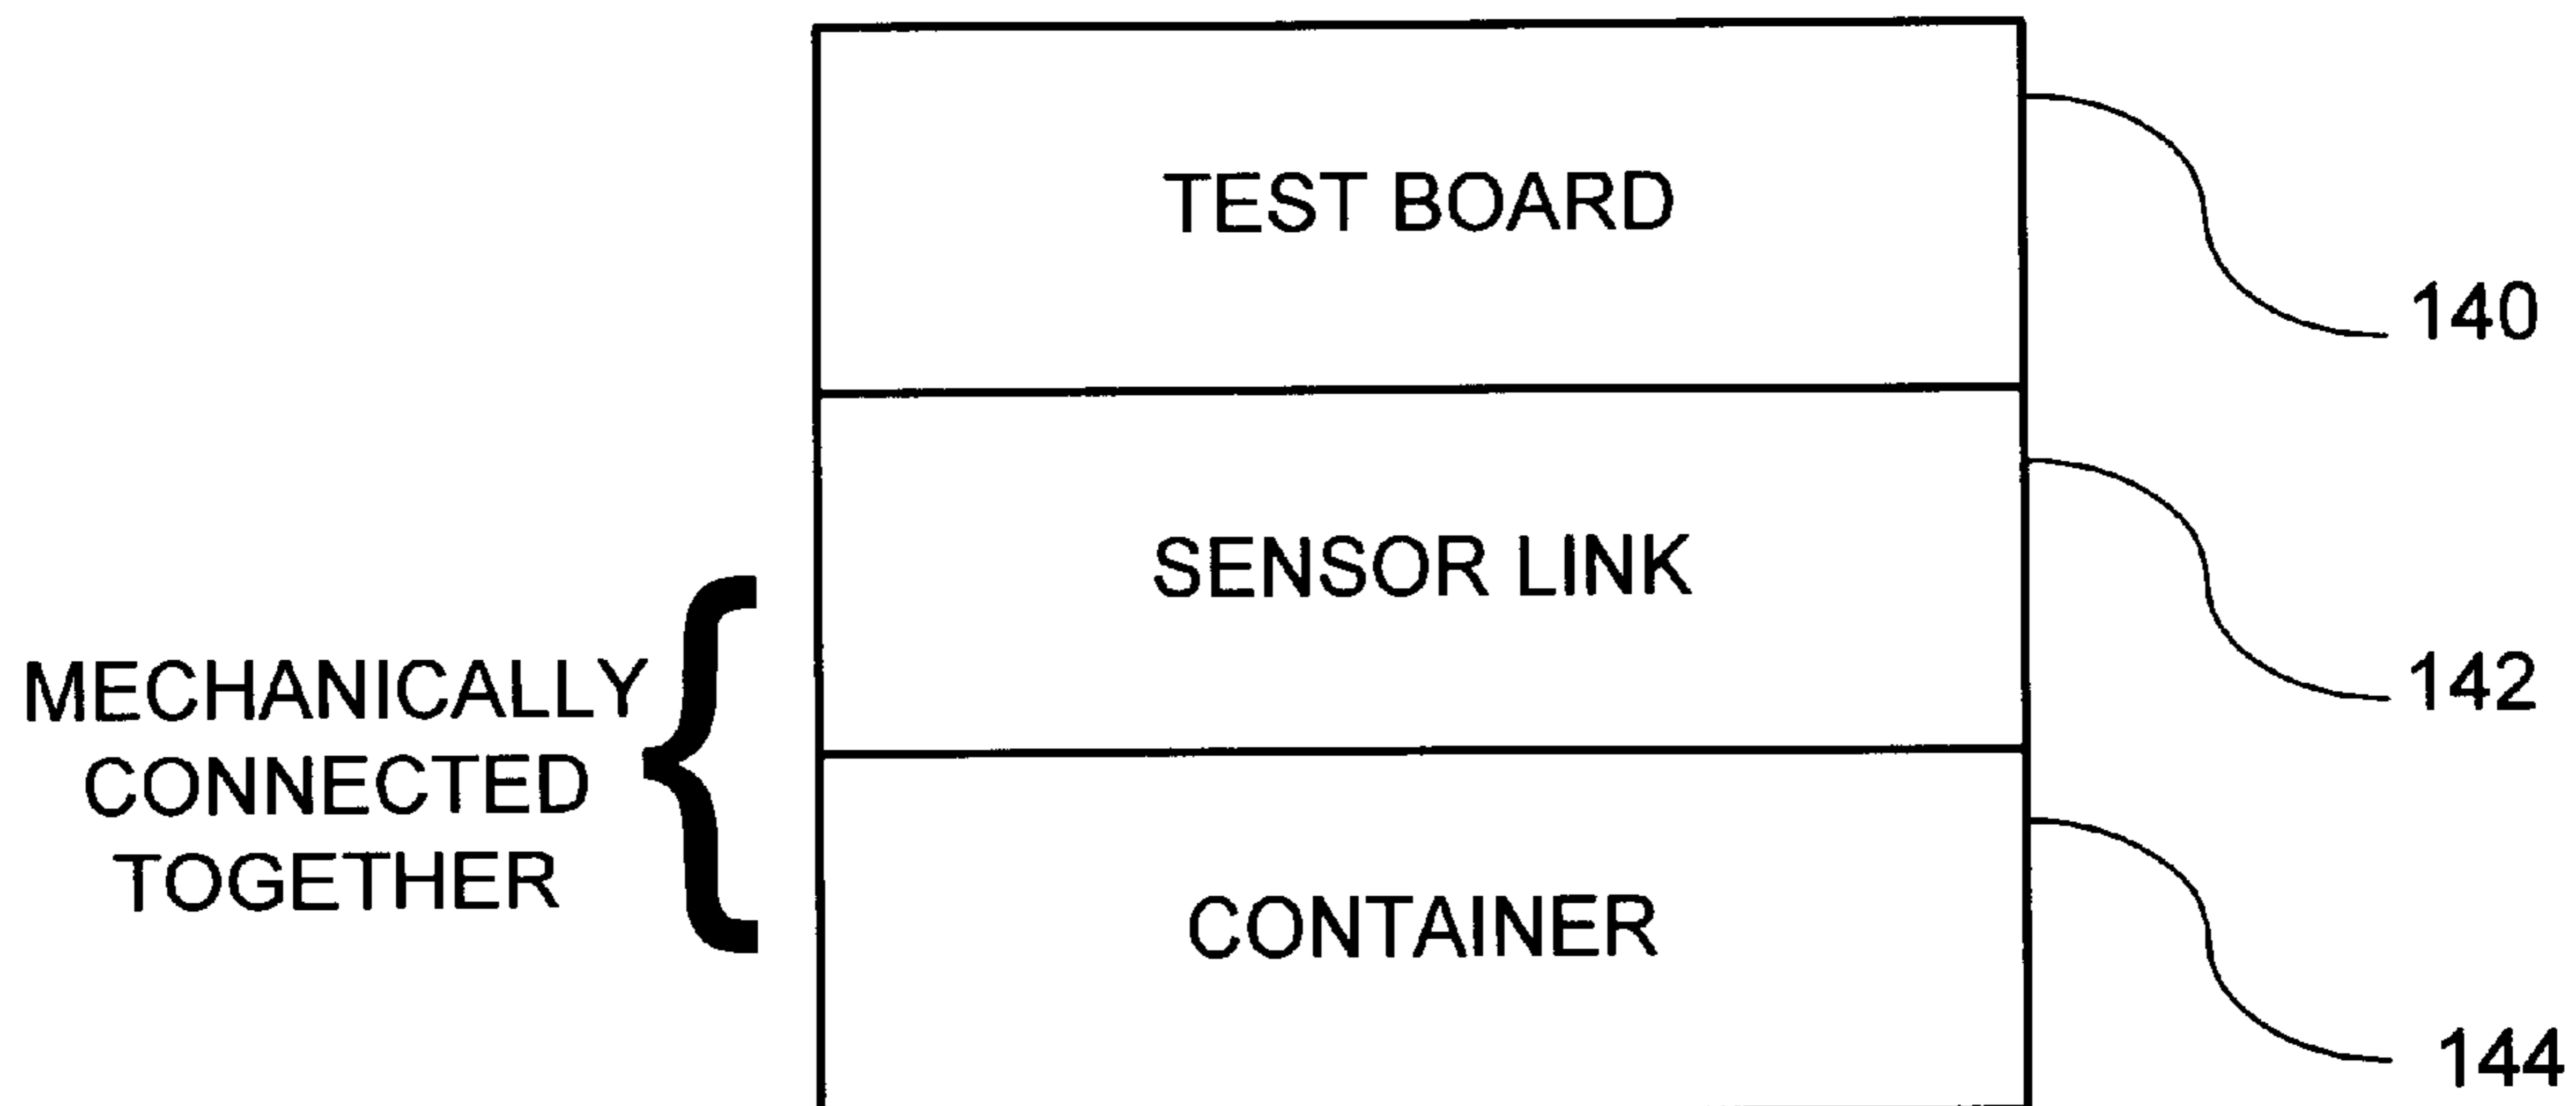 TEST BOARD
140
SENSOR LINK
142
MECHANICALLY
CONNECTED
TOGETHER
CONTAINER
144